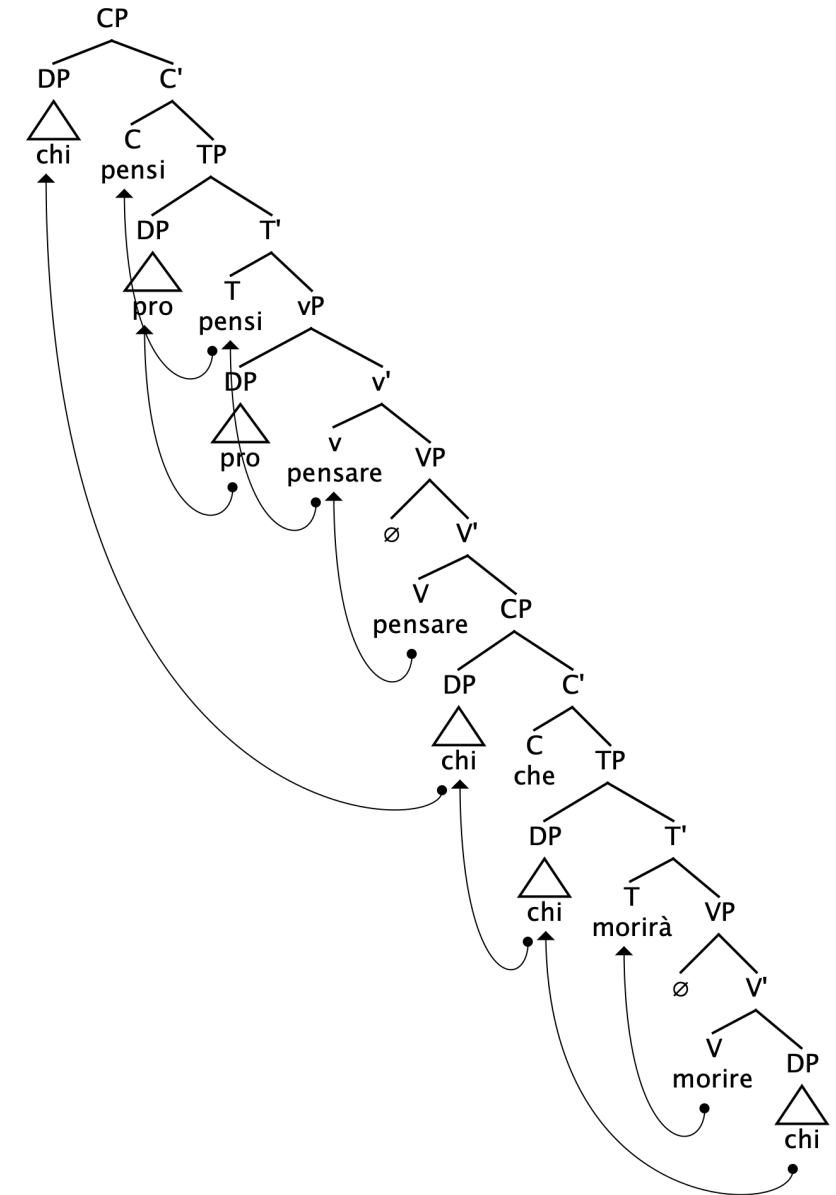 CP
DP C'
chi
C TP
pensi
DP T'
pro
T vP
pensi
DP v'
pro
v VP
pensare
∅ V'
V CP
pensare
DP C'
chi
C TP
che
DP T'
chi
T VP
morirà
∅ V'
V DP
morire
chi